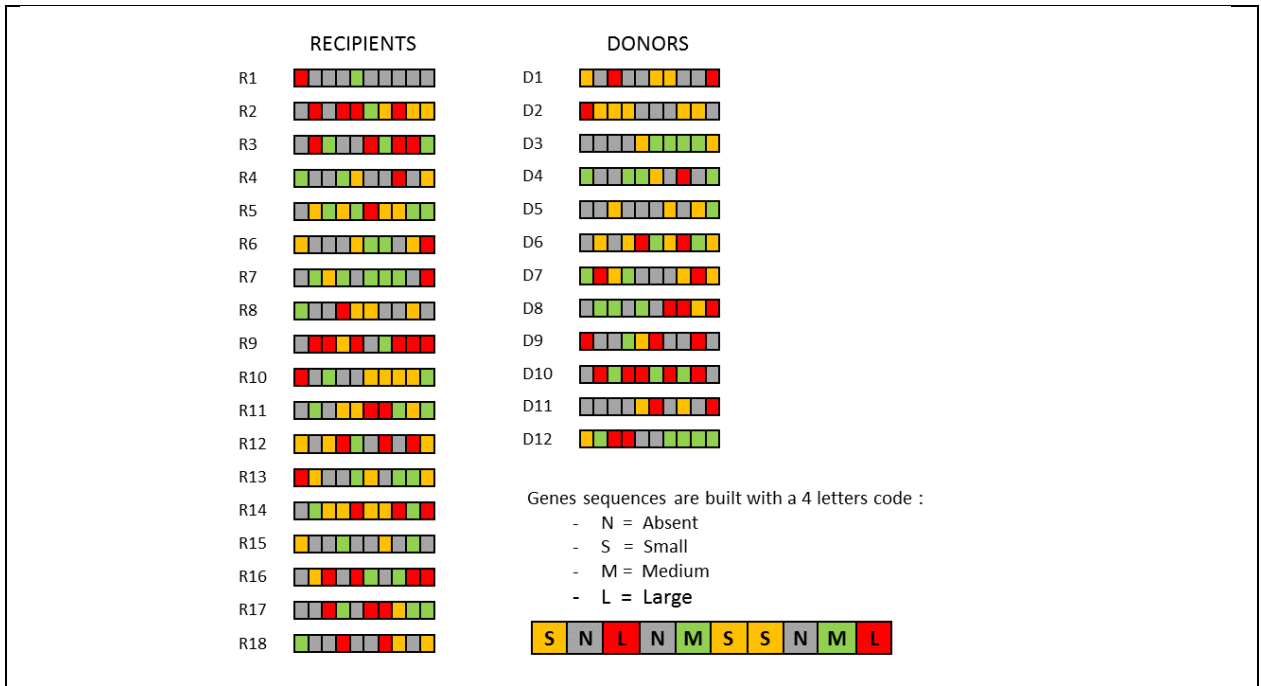 RECIPIENTS
R1
R2
R3
R4
R5
R6
R7
R8
R9
R10
R11
R12
R13
R14
R15
R16
R17
R18
DONORS
D1
D2
D3
D4
D5
D6
D7
D8
D9
D10
D11
D12
Genes sequences are built with a 4 letters code :
- N = Absent
- S = Small
- M = Medium
- L = Large
S N L N M S S N M L